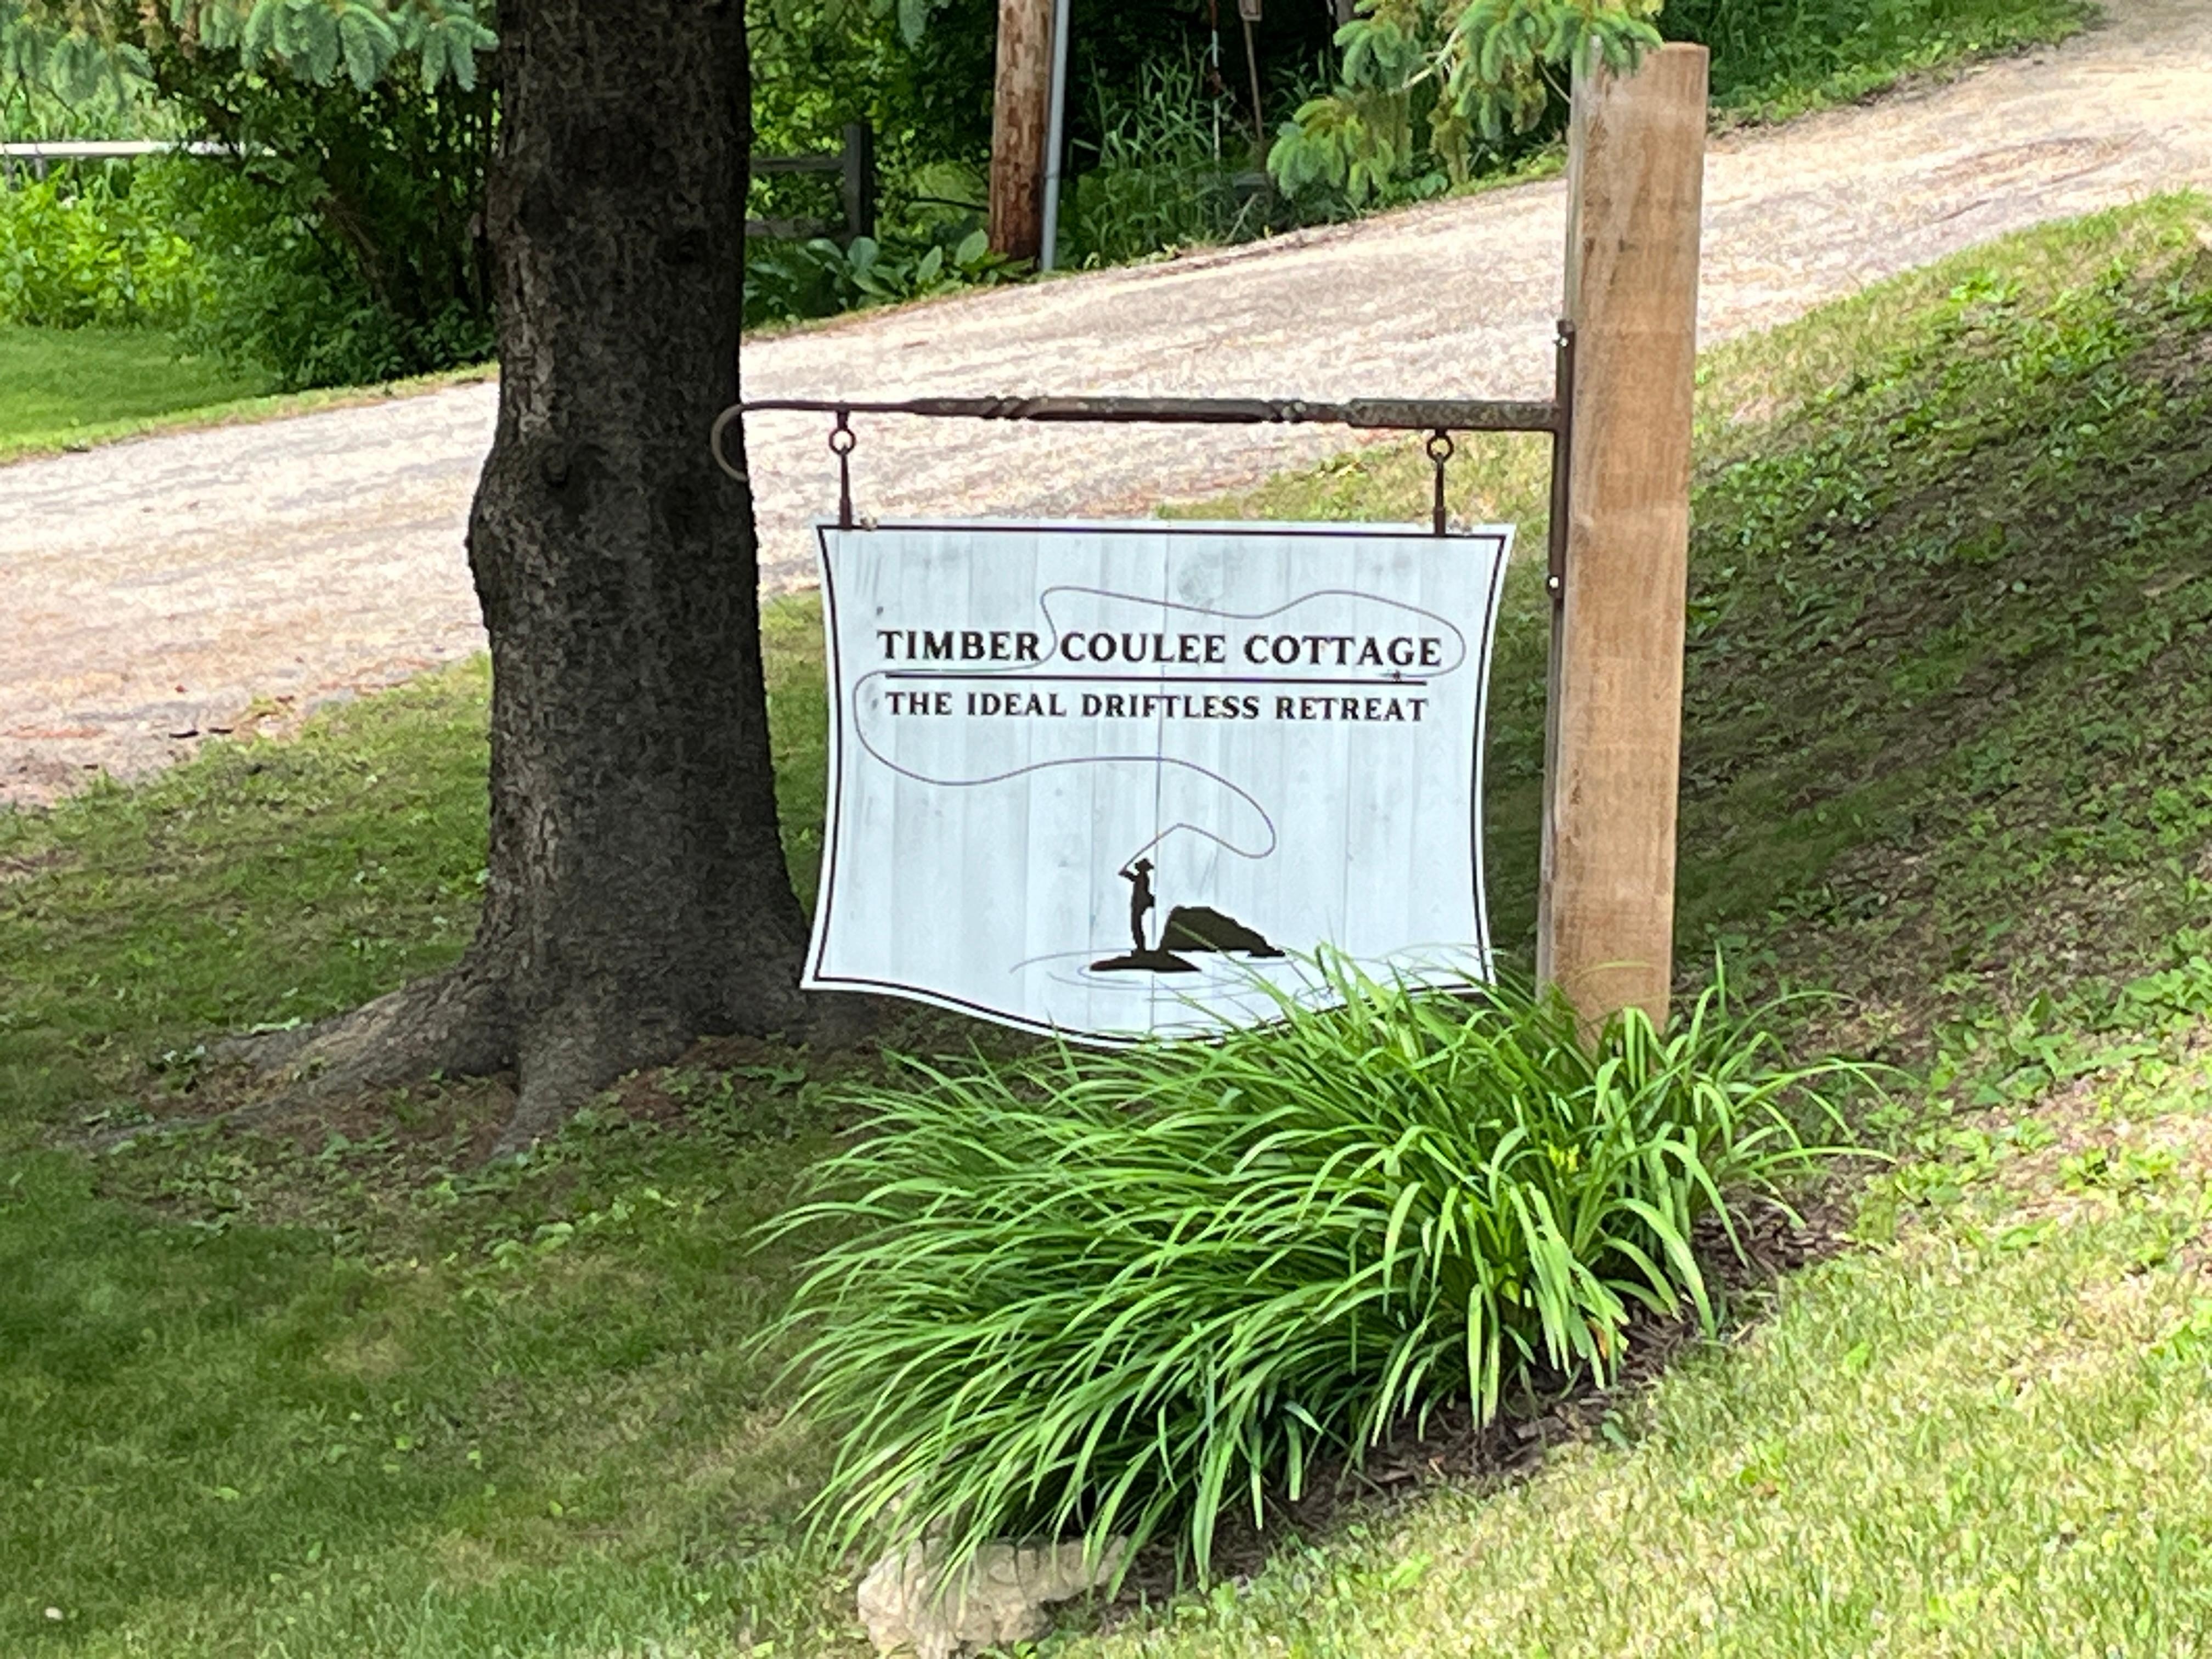 TIMBER COULEE COTTAGE
THE IDEAL DRIFTLESS RETREAT